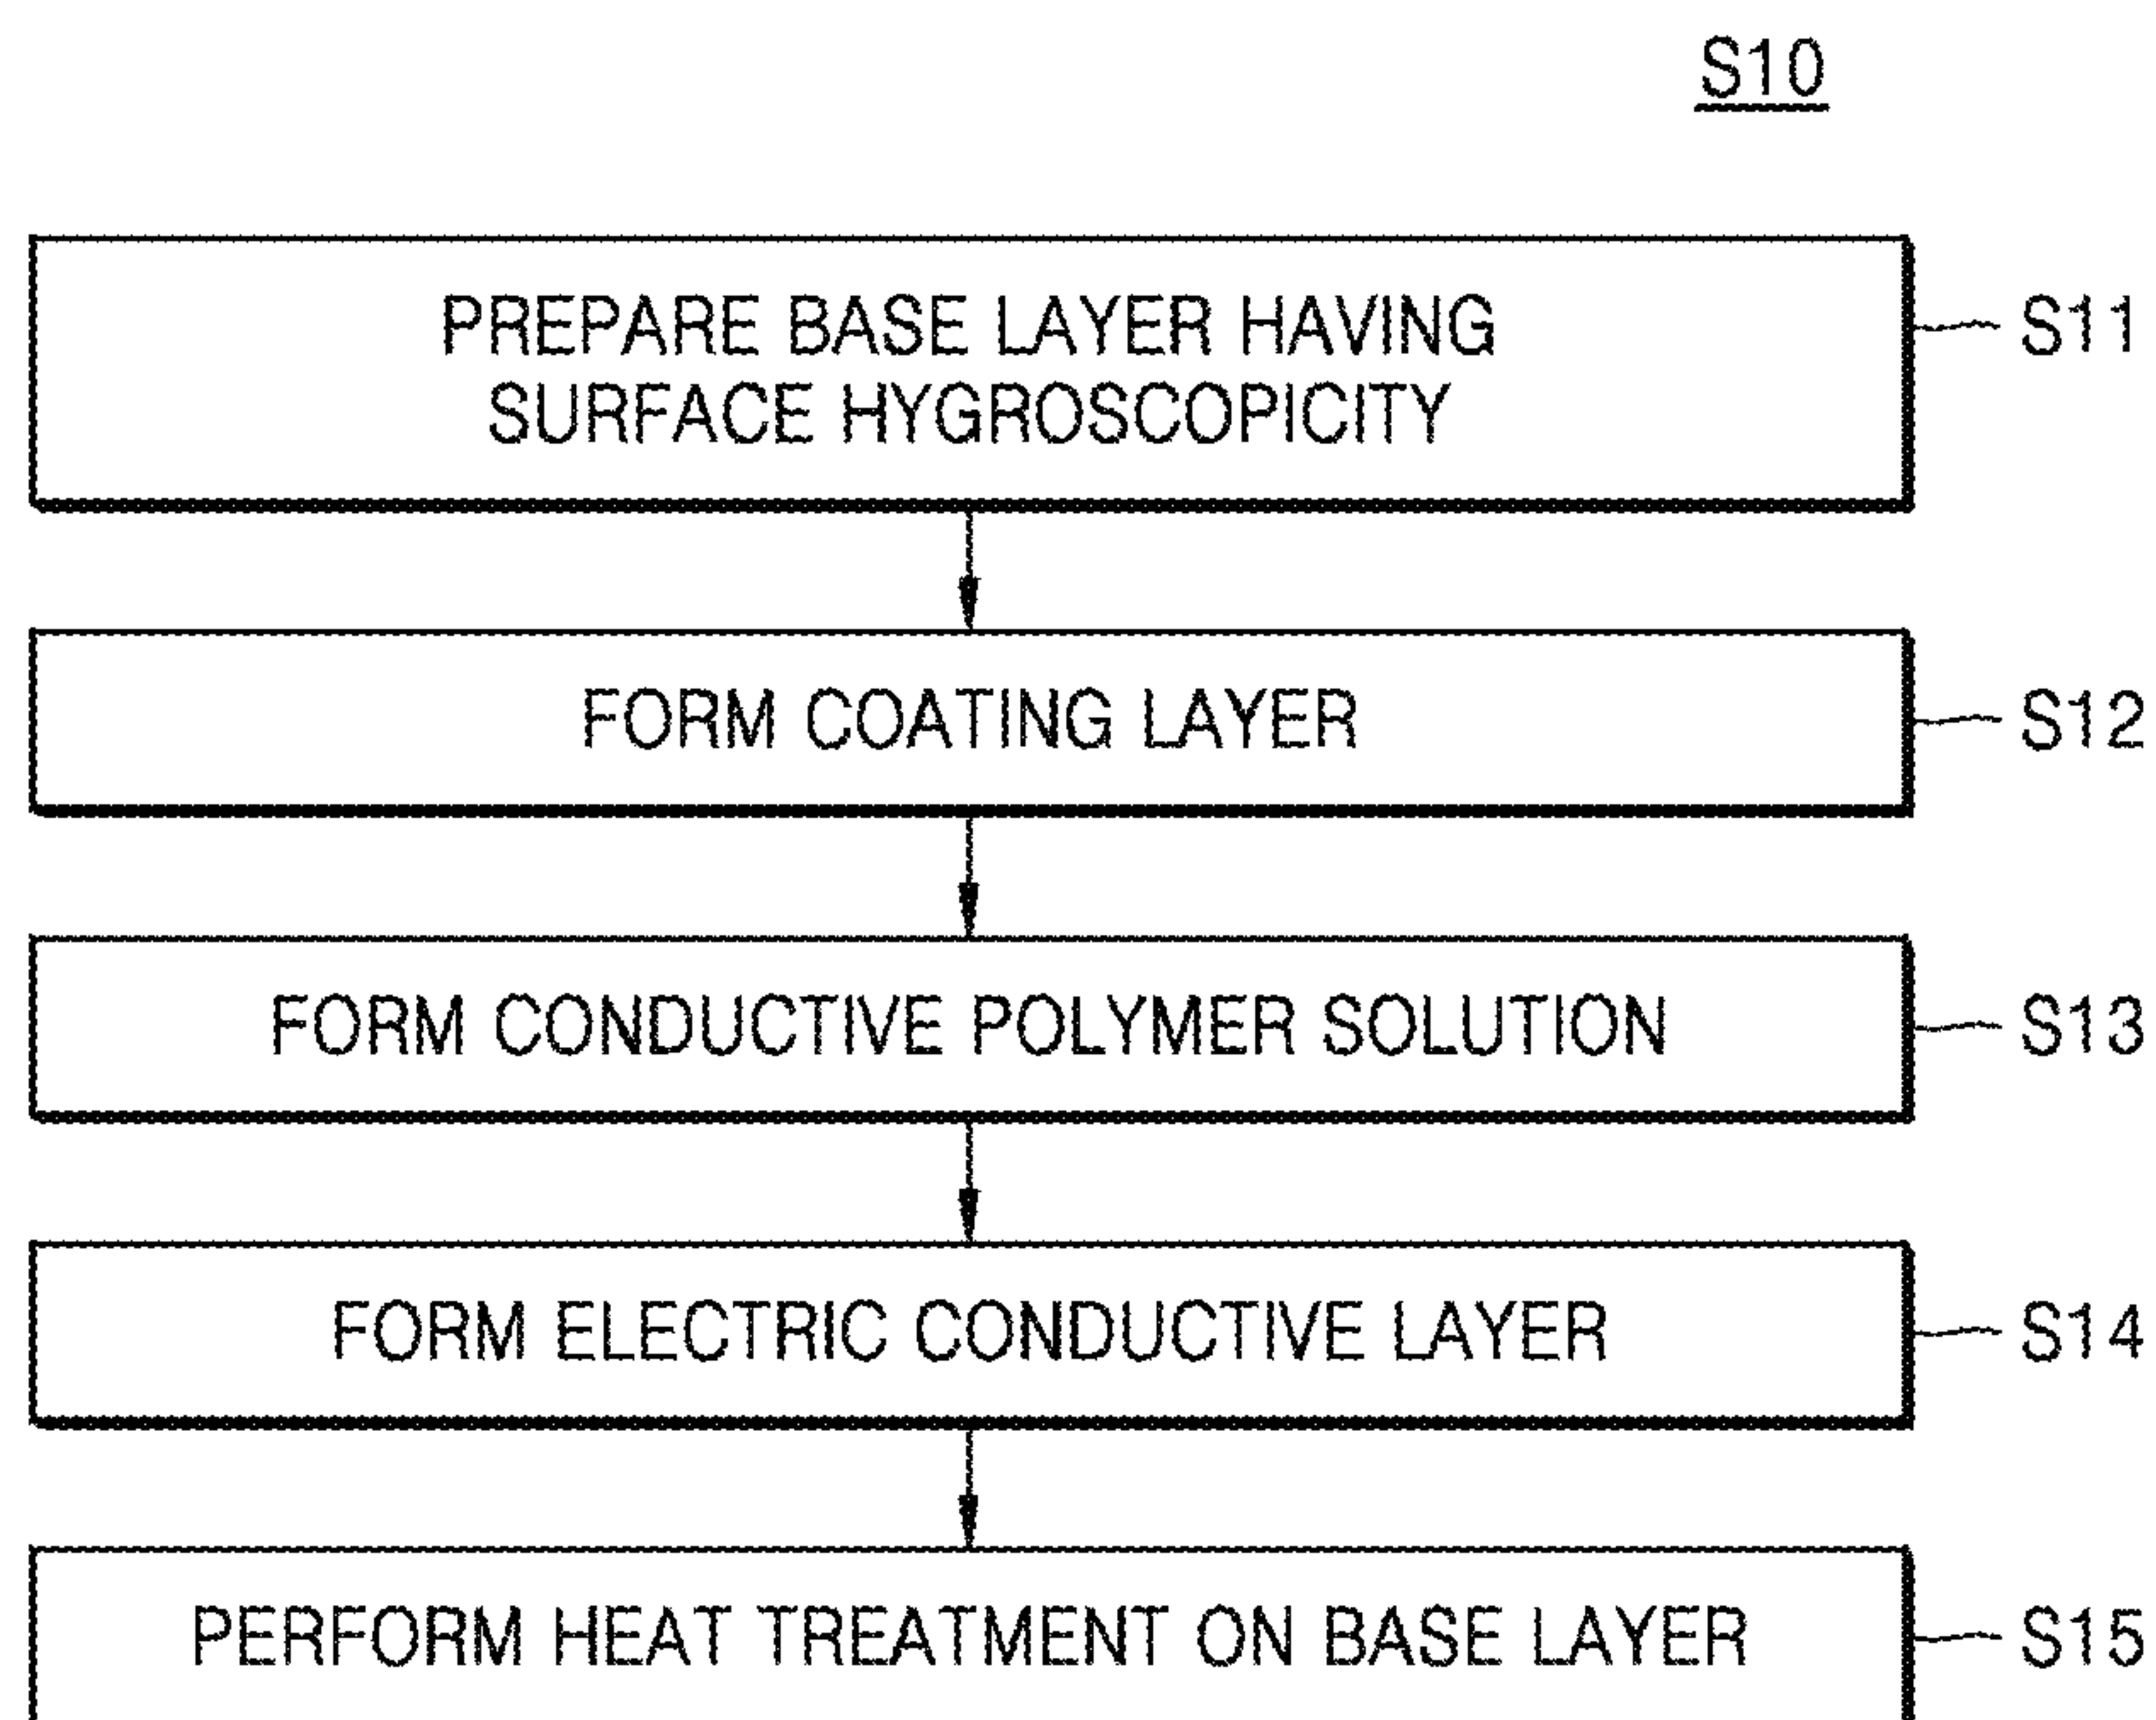 S10
PREPARE BASE LAYER HAVING
SURFACE HYGROSCOPICITY
S11
FORM COATING LAYER
S12
FORM CONDUCTIVE POLYMER SOLUTION
S13
FORM ELECTRIC CONDUCTIVE LAYER
S14
PERFORM HEAT TREATMENT ON BASE LAYER
S15